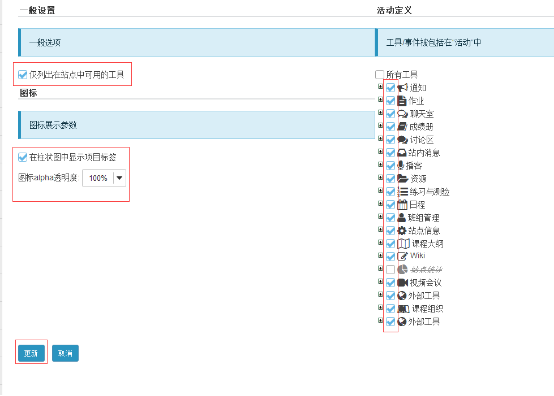 一般设置
一般选项
仅列出在站点中可用的工具
图标
图标展示参数
在柱状图中显示项目标签
图标alpha透明度 100%
更新 取消
活动定义
工具/事件被包括在“活动”中
所有工具
通知
作业
聊天室
成绩册
讨论区
站内消息
播客
资源
练习与测验
日程
班组管理
站点信息
课程大纲
Wiki
站点统计
视频会议
外部工具
课程组织
外部工具